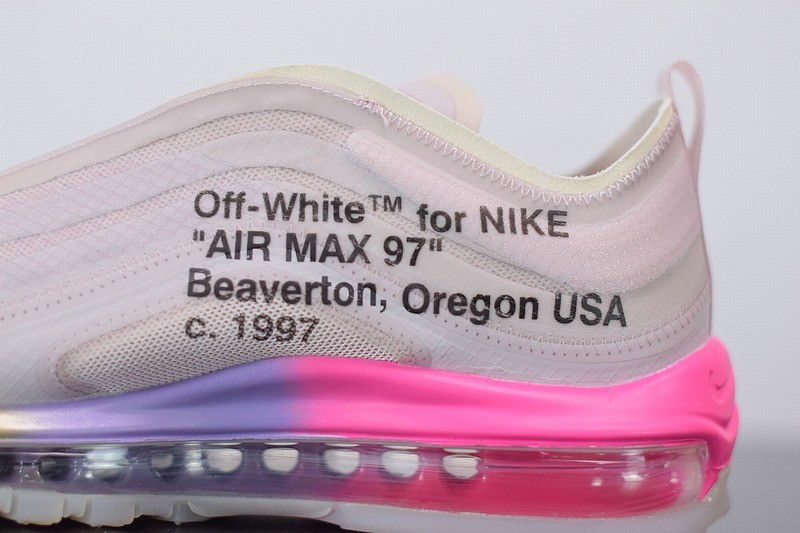 Off-White™ for NIKE
"AIR MAX 97"
Beaverton, Oregon USA
c. 1997